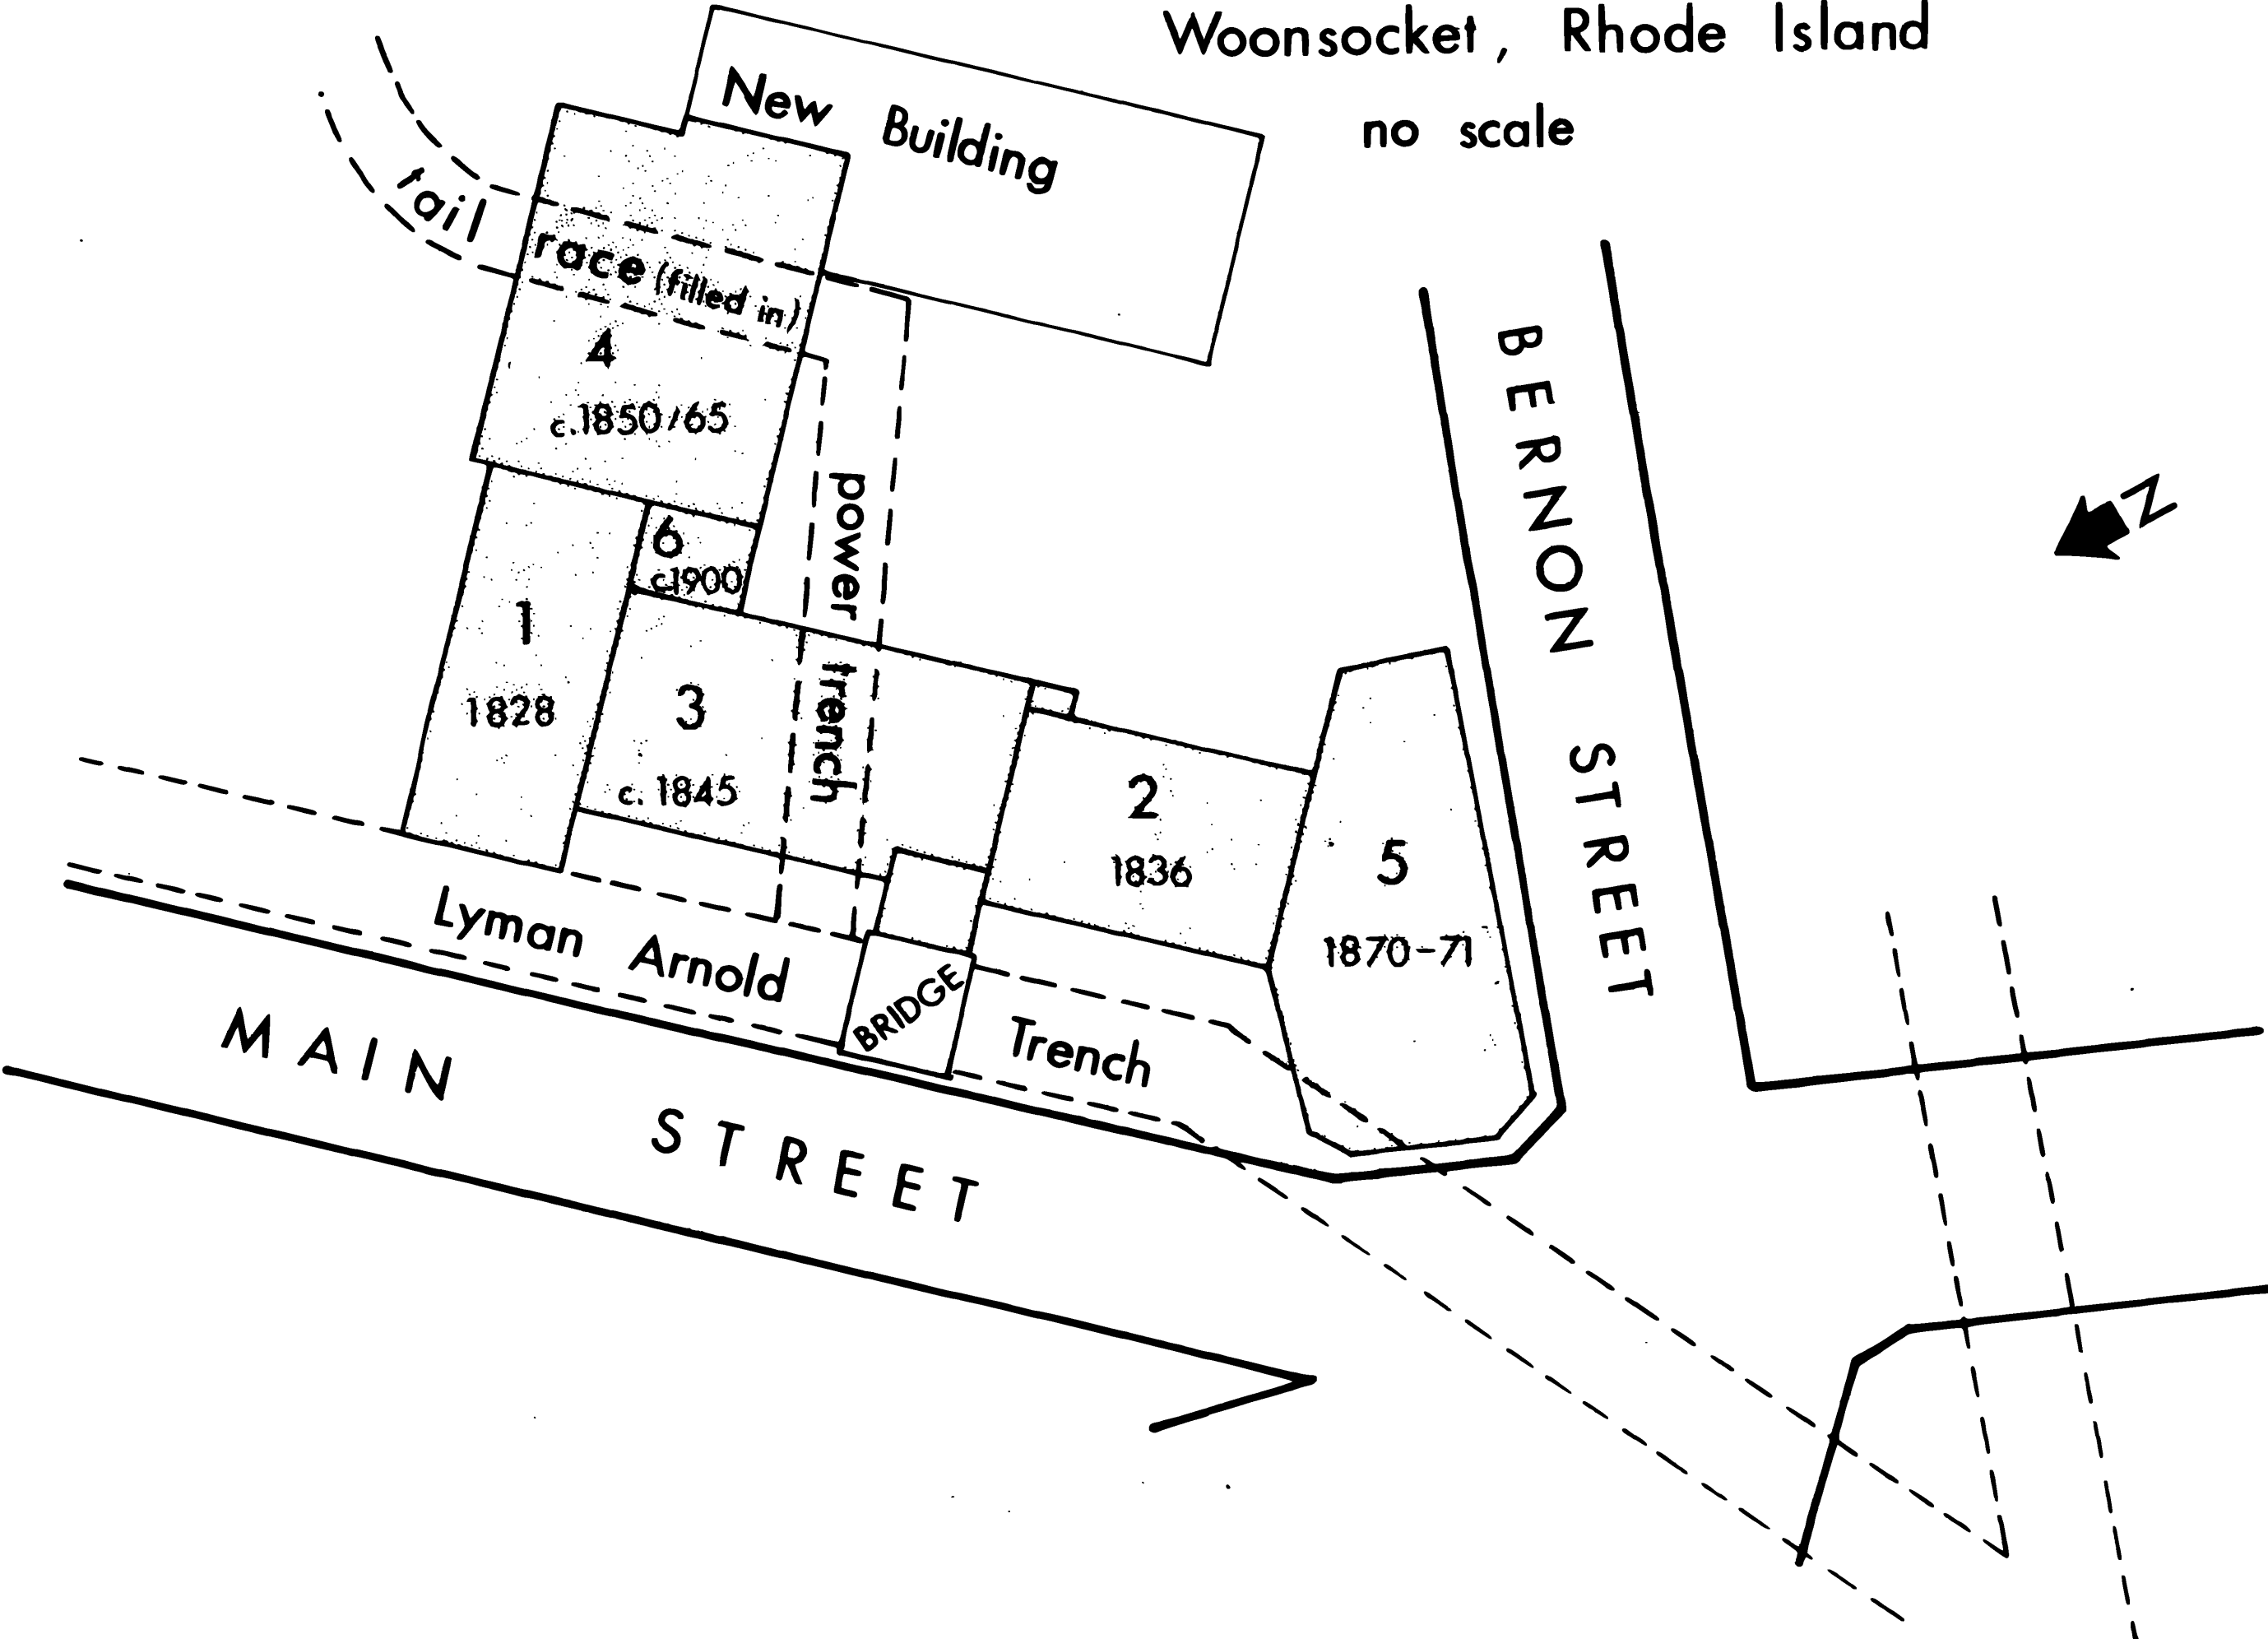 Woonsocket, Rhode Island
no scale
New Building
tail
race (filled in)
4
c.1850/65
6
c1900
power
trench
1
1828
3
c. 1845
2
1836
5
1870-71
BERNON STREET
N
Lyman Arnold
BRIDGE
Trench
MAIN STREET